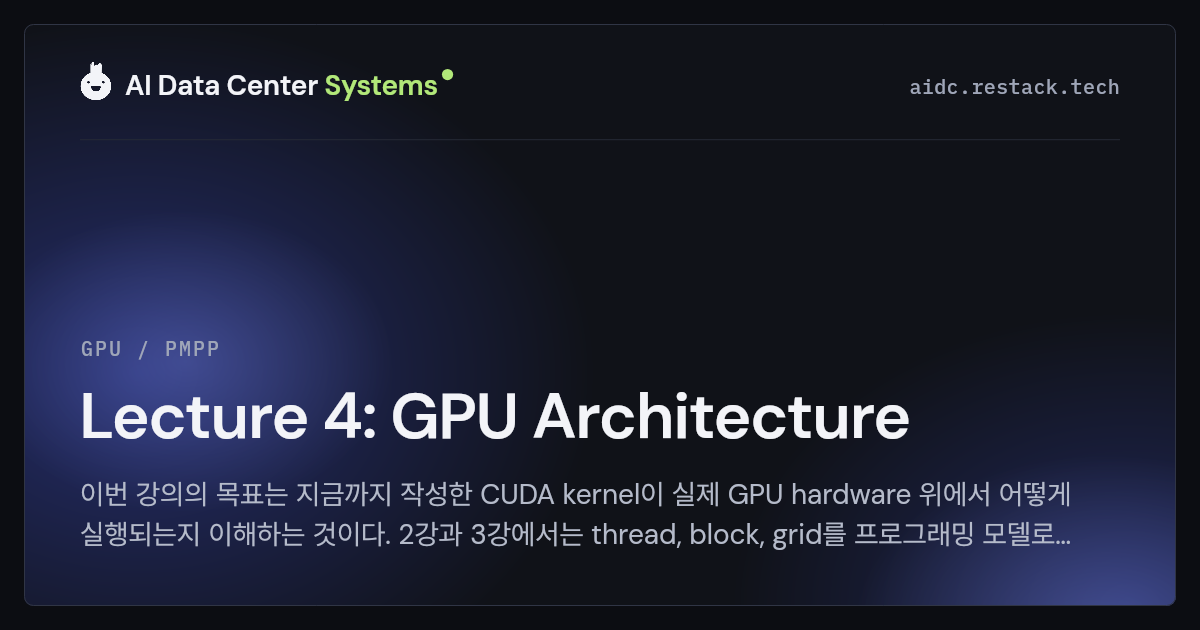 AI Data Center Systems
aidc.restack.tech
GPU / PMPP
Lecture 4: GPU Architecture
이번 강의의 목표는 지금까지 작성한 CUDA kernel이 실제 GPU hardware 위에서 어떻게
실행되는지 이해하는 것이다. 2강과 3강에서는 thread, block, grid를 프로그래밍 모델로...